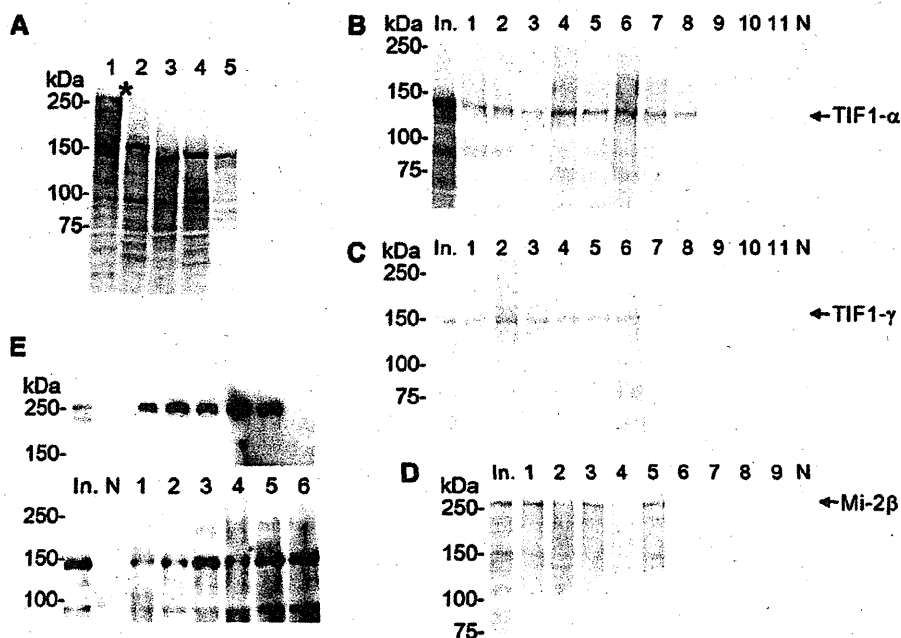 A
1 2 3 4 5
kDa
250-
*
150-
100-
75-
B
kDa In. 1 2 3 4 5 6 7 8 9 10 11 N
250-
150-
←TIF1-α
100-
75-
C
kDa In. 1 2 3 4 5 6 7 8 9 10 11 N
250-
150-
←TIF1-γ
100-
75-
E
kDa
250-
150-
In. N 1 2 3 4 5 6
250-
150-
100-
D
In. 1 2 3 4 5 6 7 8 9 N
kDa
250-
←Mi-2β
150-
100-
75-